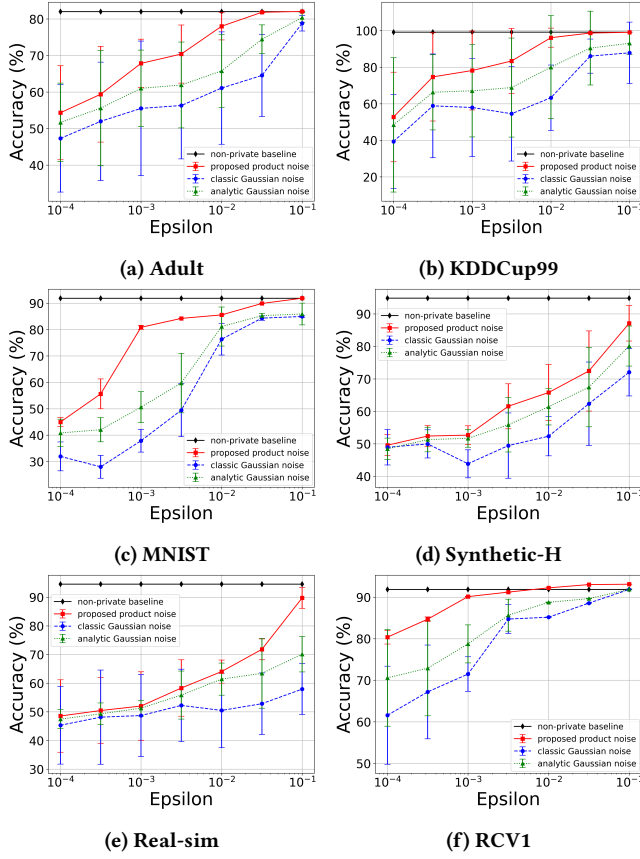 Accuracy (%)
80
70
60
50
40
non-private baseline
proposed product noise
classic Gaussian noise
analytic Gaussian noise
10⁻⁴ 10⁻³ 10⁻² 10⁻¹
Epsilon
(a) Adult
Accuracy (%)
100
80
60
40
20
non-private baseline
proposed product noise
classic Gaussian noise
analytic Gaussian noise
10⁻⁴ 10⁻³ 10⁻² 10⁻¹
Epsilon
(b) KDDCup99
Accuracy (%)
90
80
70
60
50
40
30
non-private baseline
proposed product noise
classic Gaussian noise
analytic Gaussian noise
10⁻⁴ 10⁻³ 10⁻² 10⁻¹
Epsilon
(c) MNIST
Accuracy (%)
90
80
70
60
50
40
non-private baseline
proposed product noise
classic Gaussian noise
analytic Gaussian noise
10⁻⁴ 10⁻³ 10⁻² 10⁻¹
Epsilon
(d) Synthetic-H
Accuracy (%)
90
80
70
60
50
40
30
non-private baseline
proposed product noise
classic Gaussian noise
analytic Gaussian noise
10⁻⁴ 10⁻³ 10⁻² 10⁻¹
Epsilon
(e) Real-sim
Accuracy (%)
90
80
70
60
50
non-private baseline
proposed product noise
classic Gaussian noise
analytic Gaussian noise
10⁻⁴ 10⁻³ 10⁻² 10⁻¹
Epsilon
(f) RCV1